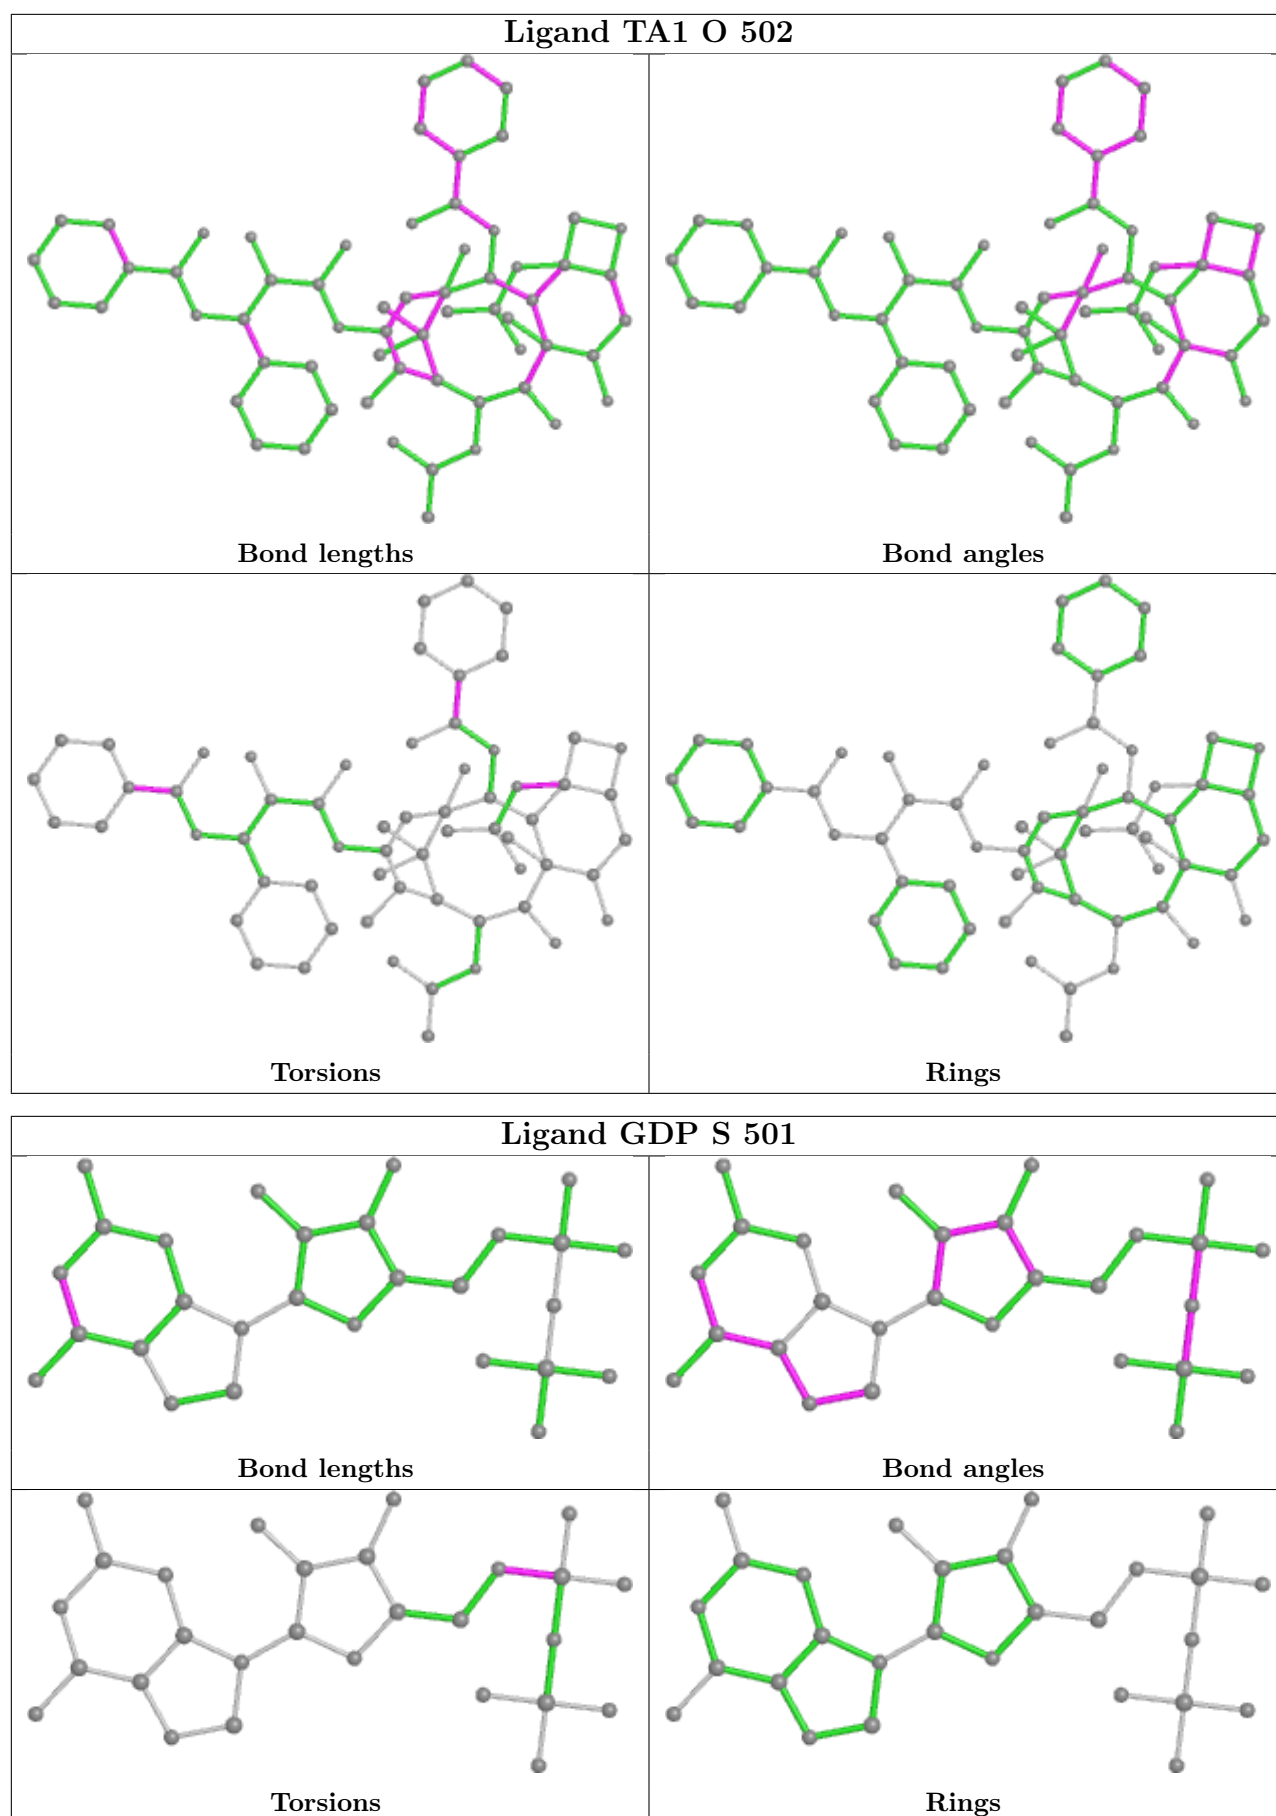 Ligand TA1 O 502
Bond lengths
Bond angles
Torsions
Rings
Ligand GDP S 501
Bond lengths
Bond angles
Torsions
Rings